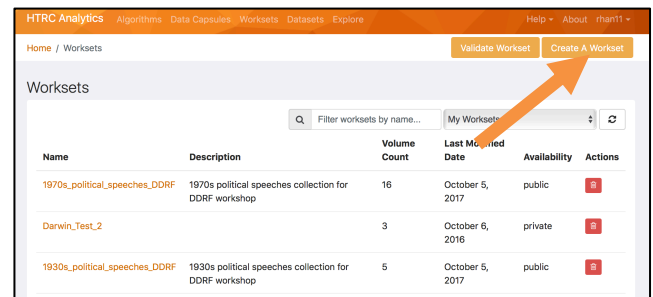 HTRC Analytics Algorithms Data Capsules Worksets Datasets Explore Help About rhan11
Home / Worksets Validate Workset Create A Workset
Worksets
Filter worksets by name... My Worksets
Volume Last Modified
Name Description Count Date Availability Actions
1970s_political_speeches_DDRF 1970s political speeches collection for 16 October 5, public
DDRF workshop 2017
Darwin_Test_2 3 October 6, private
2016
1930s_political_speeches_DDRF 1930s political speeches collection for 5 October 5, public
DDRF workshop 2017